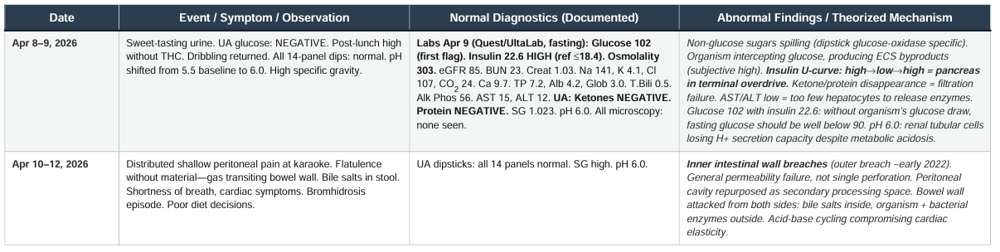 Date
Event / Symptom / Observation
Normal Diagnostics (Documented)
Abnormal Findings / Theorized Mechanism
Apr 8–9, 2026
Sweet-tasting urine. UA glucose: NEGATIVE. Post-lunch high
without THC. Dribbling returned. All 14-panel dips: normal. pH
shifted from 5.5 baseline to 6.0. High specific gravity.
Labs Apr 9 (Quest/UltaLab, fasting): Glucose 102
(first flag). Insulin 22.6 HIGH (ref ≤18.4). Osmolality
303. eGFR 85. BUN 23. Creat 1.03. Na 141, K 4.1, Cl
107, CO2 24. Ca 9.7. TP 7.2, Alb 4.2, Glob 3.0. T.Bili 0.5.
Alk Phos 56. AST 15, ALT 12. UA: Ketones NEGATIVE.
Protein NEGATIVE. SG 1.023. pH 6.0. All microscopy:
none seen.
Non-glucose sugars spilling (dipstick glucose-oxidase specific).
Organism intercepting glucose, producing ECS byproducts
(subjective high). Insulin U-curve: high→low→high = pancreas
in terminal overdrive. Ketone/protein disappearance = filtration
failure. AST/ALT low = too few hepatocytes to release enzymes.
Glucose 102 with insulin 22.6: without organism's glucose draw,
fasting glucose should be well below 90. pH 6.0: renal tubular cells
losing H+ secretion capacity despite metabolic acidosis.
Apr 10–12, 2026
Distributed shallow peritoneal pain at karaoke. Flatulence
without material—gas transiting bowel wall. Bile salts in stool.
Shortness of breath, cardiac symptoms. Bromhidrosis
episode. Poor diet decisions.
UA dipsticks: all 14 panels normal. SG high. pH 6.0.
Inner intestinal wall breaches (outer breach ~early 2022).
General permeability failure, not single perforation. Peritoneal
cavity repurposed as secondary processing space. Bowel wall
attacked from both sides: bile salts inside, organism + bacterial
enzymes outside. Acid-base cycling compromising cardiac
elasticity.